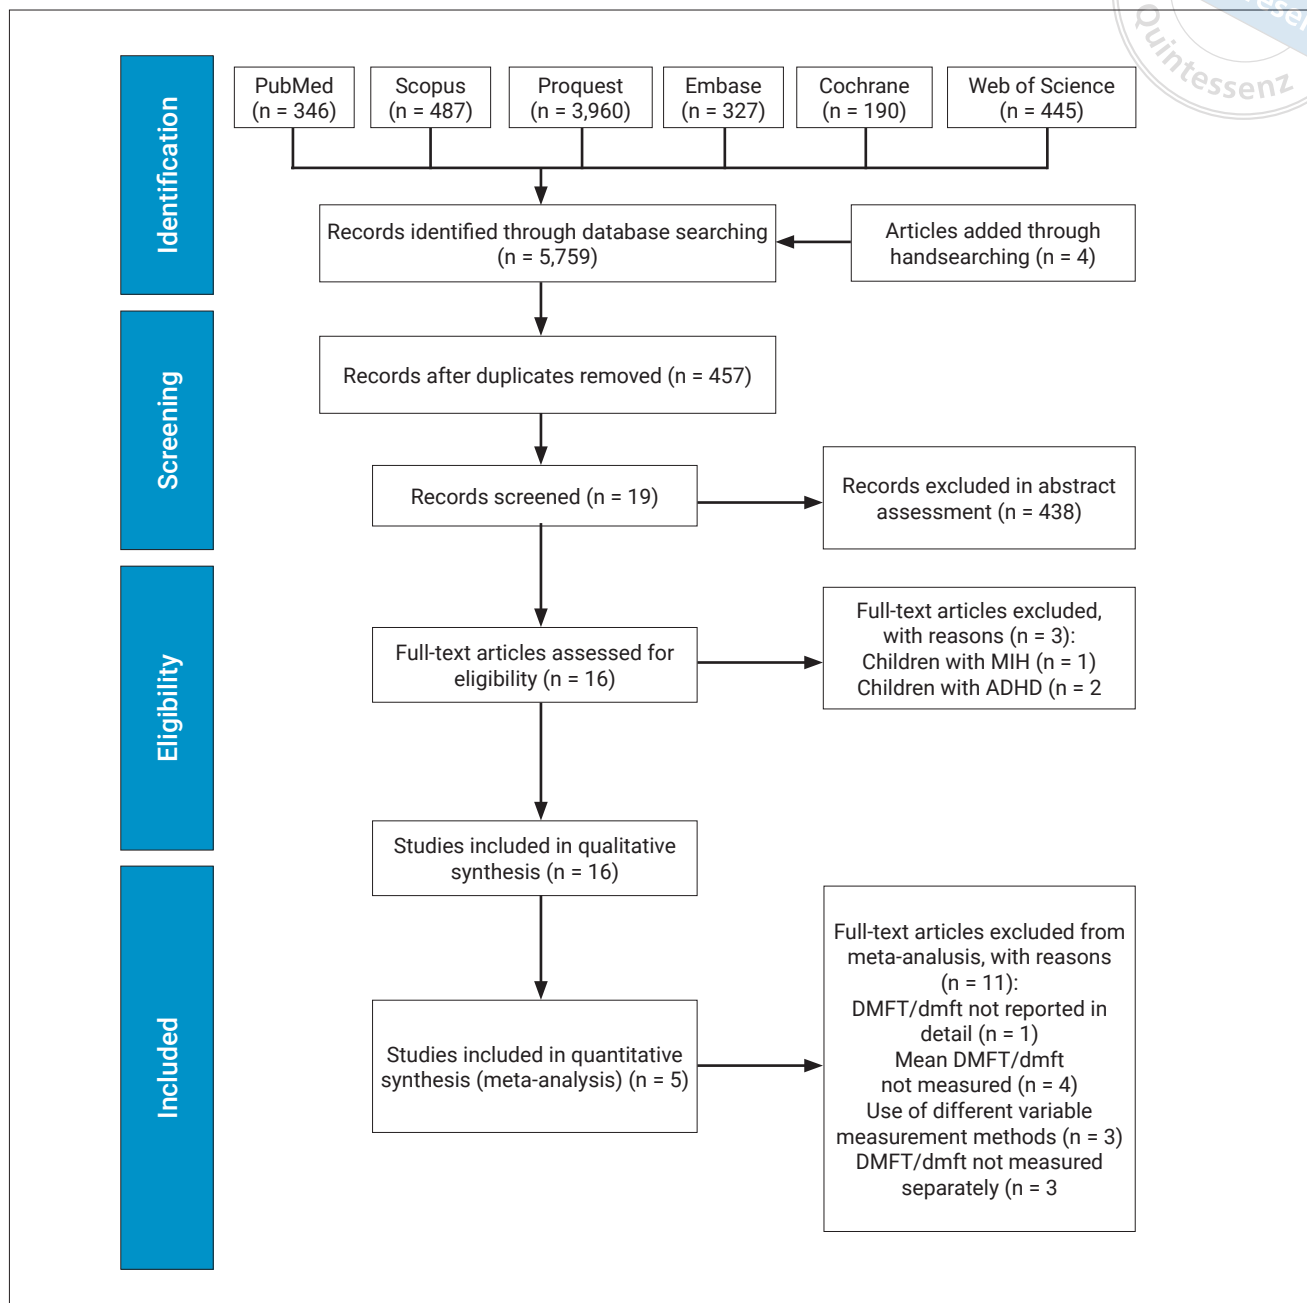 Quintessenz
Identification
PubMed
(n = 346)
Scopus
(n = 487)
Proquest
(n = 3,960)
Embase
(n = 327)
Cochrane
(n = 190)
Web of Science
(n = 445)
Records identified through database searching
(n = 5,759)
Articles added through
handsearching (n = 4)
Screening
Records after duplicates removed (n = 457)
Records screened (n = 19)
Records excluded in abstract
assessment (n = 438)
Eligibility
Full-text articles assessed for
eligibility (n = 16)
Full-text articles excluded,
with reasons (n = 3):
Children with MIH (n = 1)
Children with ADHD (n = 2
Studies included in qualitative
synthesis (n = 16)
Included
Studies included in quantitative
synthesis (meta-analysis) (n = 5)
Full-text articles excluded from
meta-analysis, with reasons
(n = 11):
DMFT/dmft not reported in
detail (n = 1)
Mean DMFT/dmft
not measured (n = 4)
Use of different variable
measurement methods (n = 3)
DMFT/dmft not measured
separately (n = 3